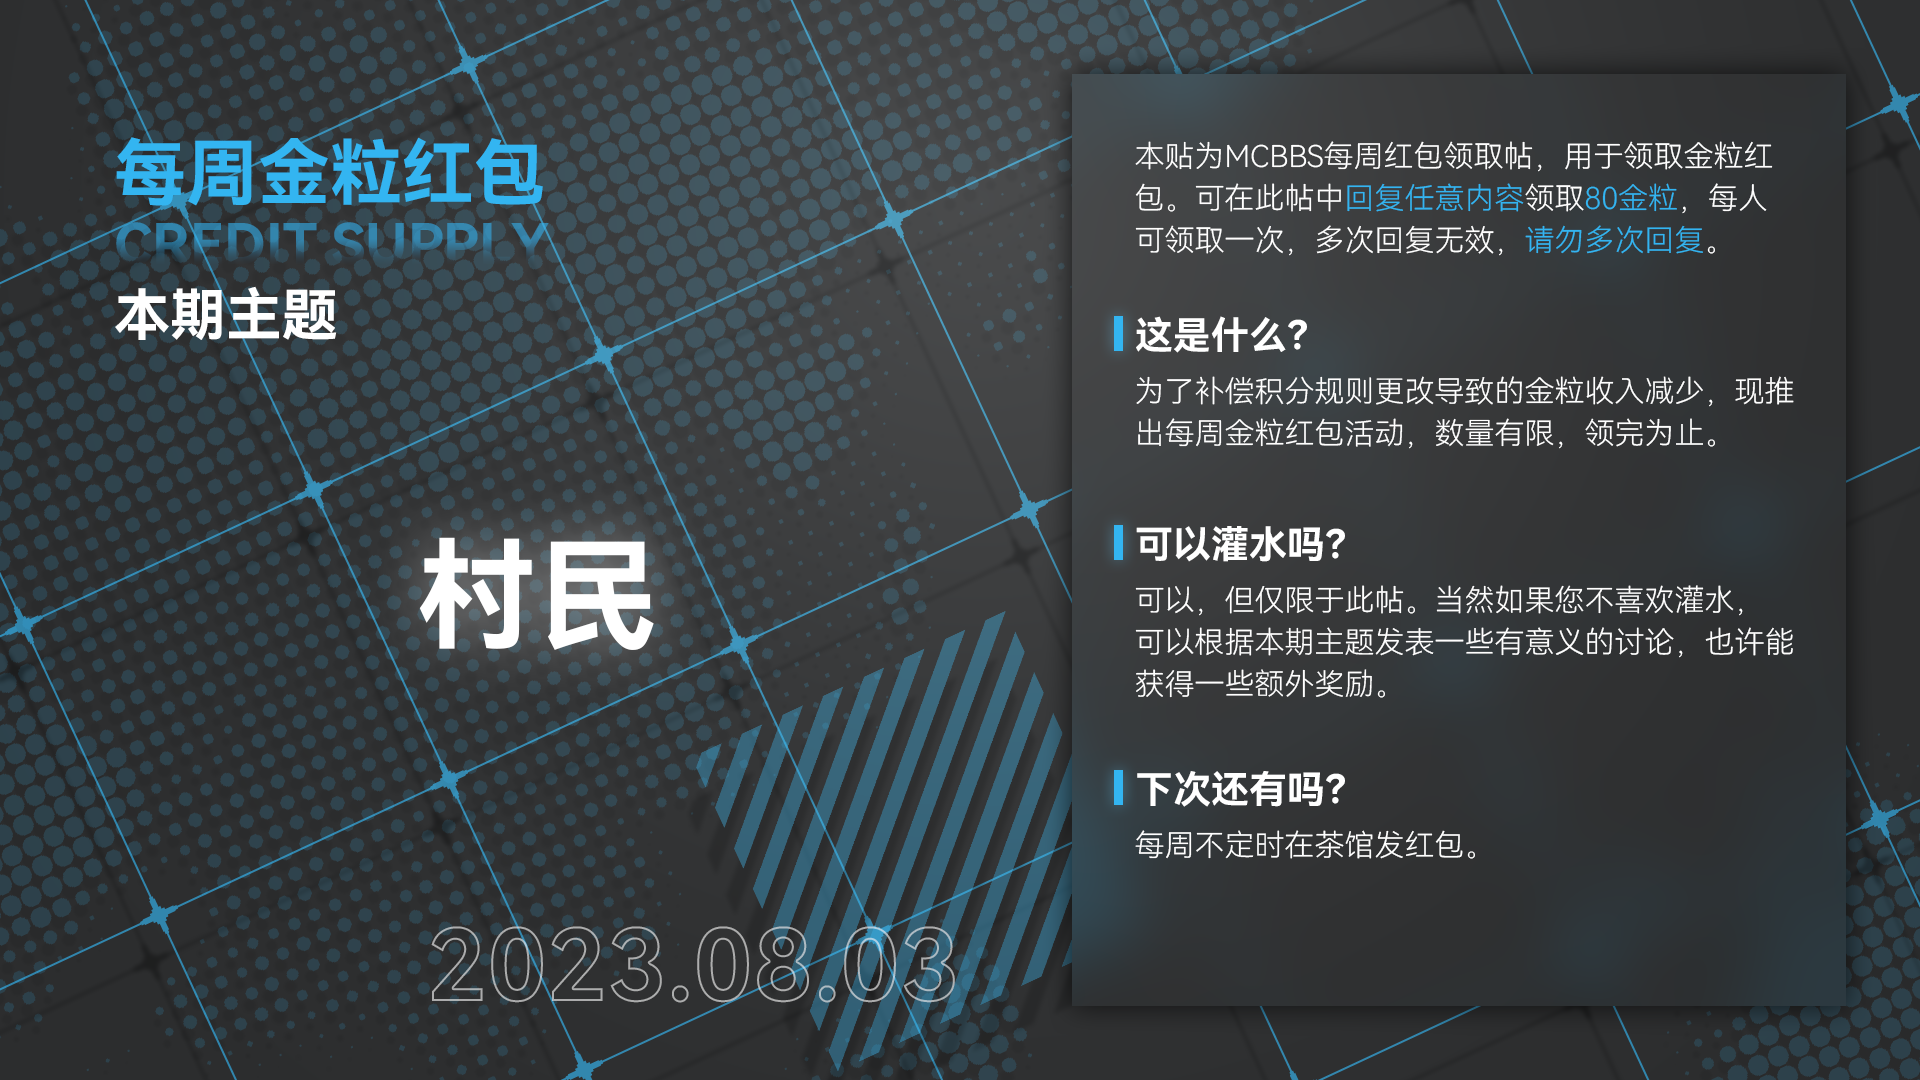 每周金粒红包
CREDIT SUPPLY
本期主题
村民
2023.08.03
本贴为MCBBS每周红包领取帖，用于领取金粒红
包。可在此帖中回复任意内容领取80金粒，每人
可领取一次，多次回复无效，请勿多次回复。
这是什么？
为了补偿积分规则更改导致的金粒收入减少，现推
出每周金粒红包活动，数量有限，领完为止。
可以灌水吗？
可以，但仅限于此帖。当然如果您不喜欢灌水，
可以根据本期主题发表一些有意义的讨论，也许能
获得一些额外奖励。
下次还有吗？
每周不定时在茶馆发红包。